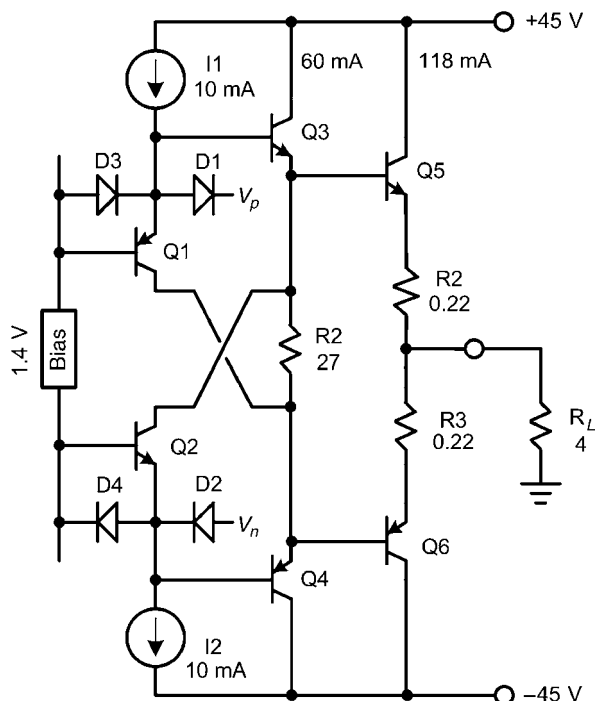 +45 V
I1
10 mA
60 mA
118 mA
Q3
D3
D1
Vp
Q5
Q1
R2
0.22
1.4 V
Bias
R2
27
Q2
R3
0.22
RL
4
D4
D2
Vn
Q4
Q6
I2
10 mA
–45 V